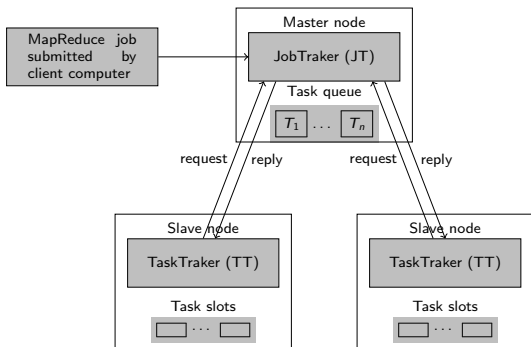 Master node
MapReduce job
submitted by
client computer
JobTraker (JT)
Task queue
T1 ... Tn
request reply request reply
Slave node
TaskTraker (TT)
Task slots
...
Slave node
TaskTraker (TT)
Task slots
...